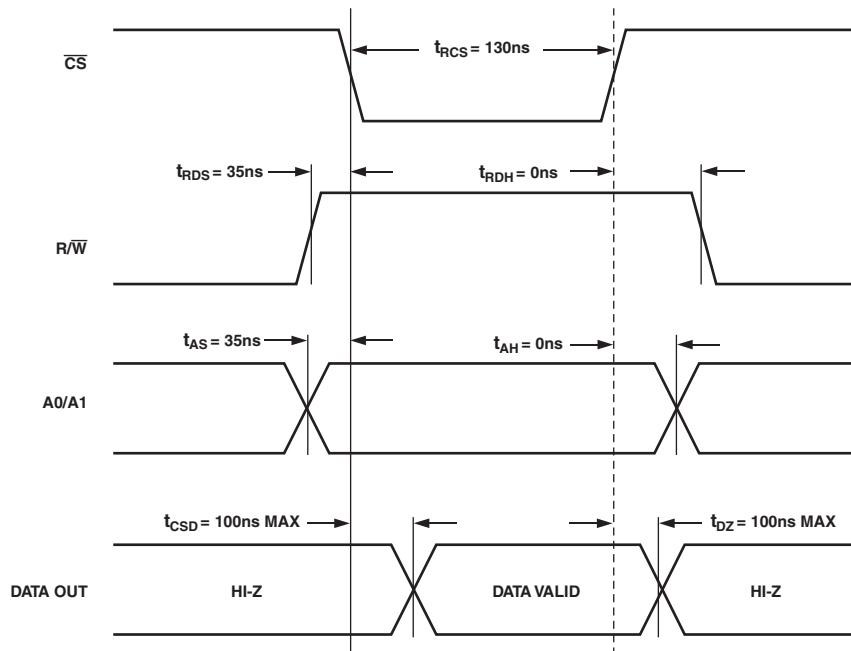 C̅S̅
tRCS = 130ns
tRDS = 35ns
tRDH = 0ns
R/W̅
tAS = 35ns
tAH = 0ns
A0/A1
tCSD = 100ns MAX
tDZ = 100ns MAX
DATA OUT
HI-Z
DATA VALID
HI-Z